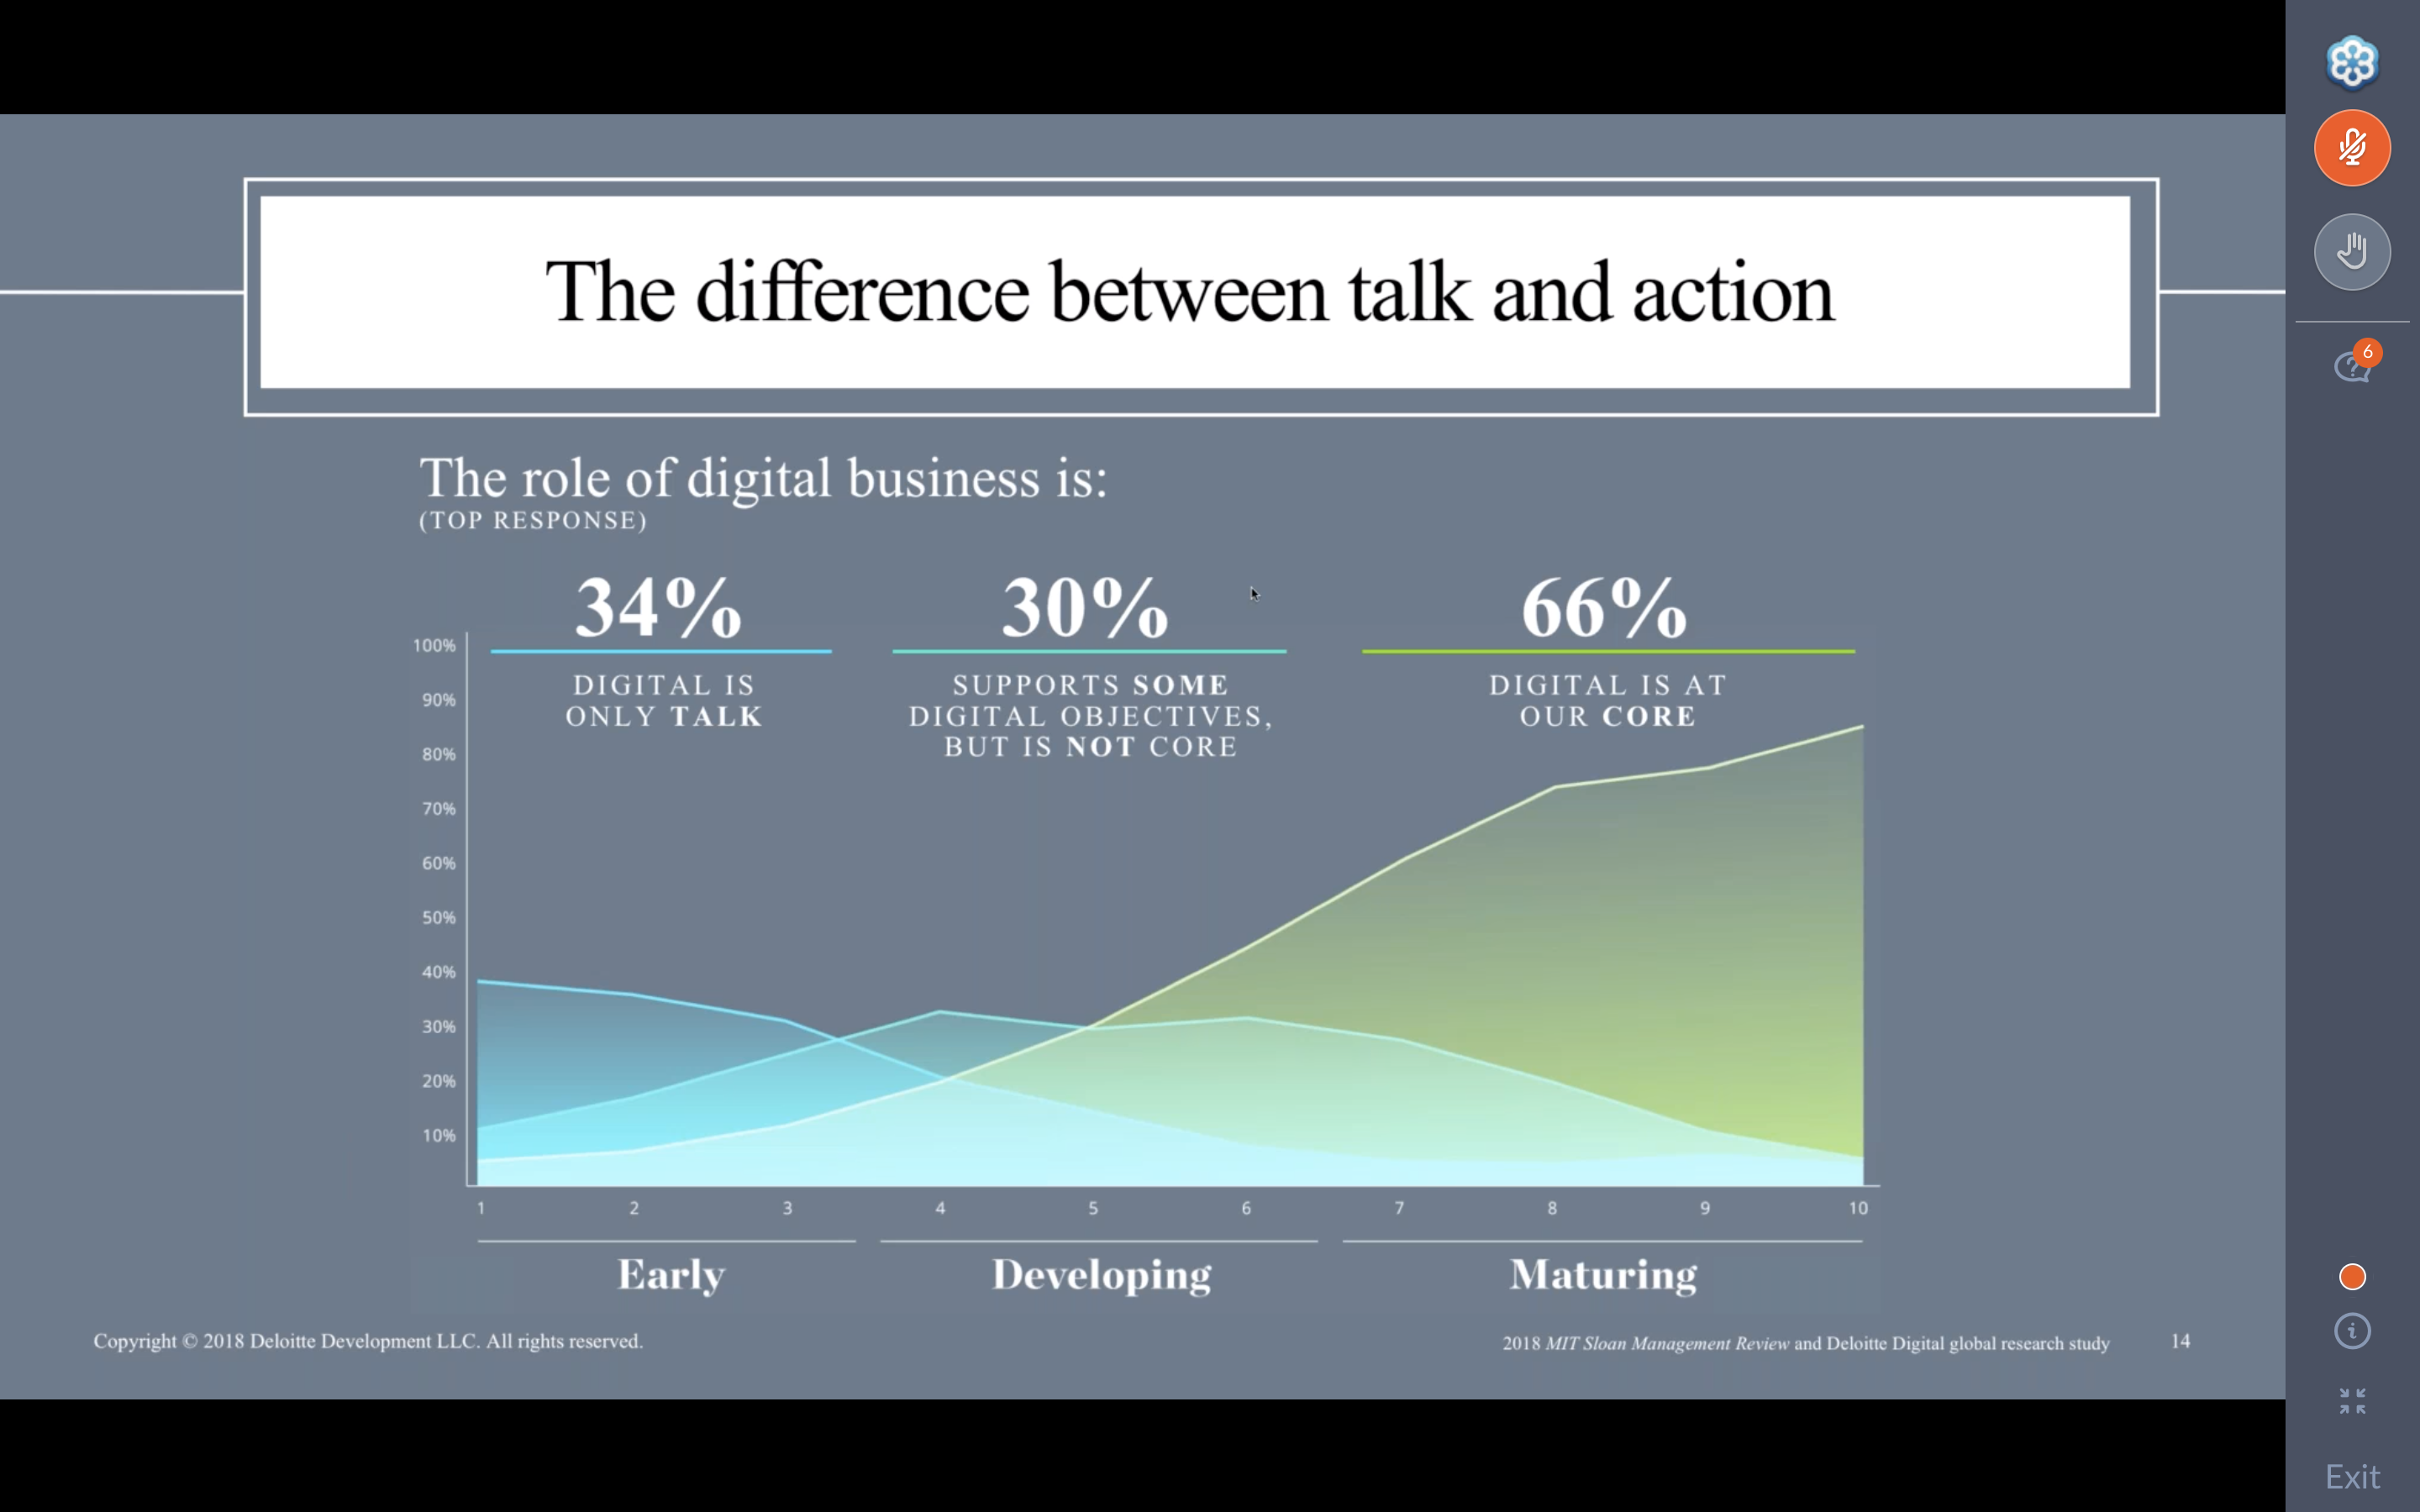 The difference between talk and action
The role of digital business is:
(TOP RESPONSE)
34%
DIGITAL IS
ONLY TALK
30%
SUPPORTS SOME
DIGITAL OBJECTIVES,
BUT IS NOT CORE
66%
DIGITAL IS AT
OUR CORE
100%
90%
80%
70%
60%
50%
40%
30%
20%
10%
1 2 3 4 5 6 7 8 9 10
Early Developing Maturing
Copyright © 2018 Deloitte Development LLC. All rights reserved.
2018 MIT Sloan Management Review and Deloitte Digital global research study 14
6
Exit